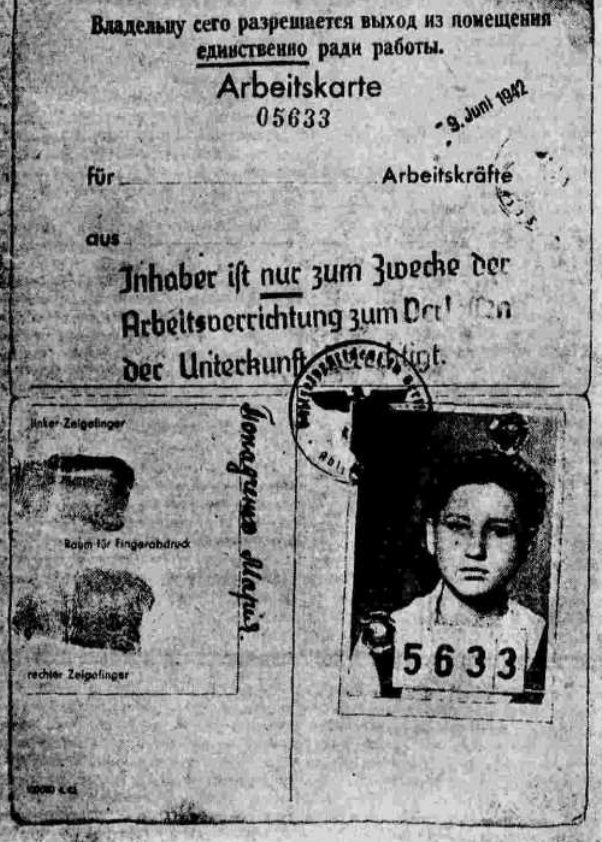 Владельцу сего разрешается выход из помещения
единственно ради работы.
Arbeitskarte
05633
- 9. Juni 1942
für Arbeitskräfte
aus
Inhaber ist nur zum Zwecke der
Arbeitsverrichtung zum
der Unterkunft
linker Zeigefinger
Raum für Fingerabdruck
rechter Zeigefinger
Мария.
5633